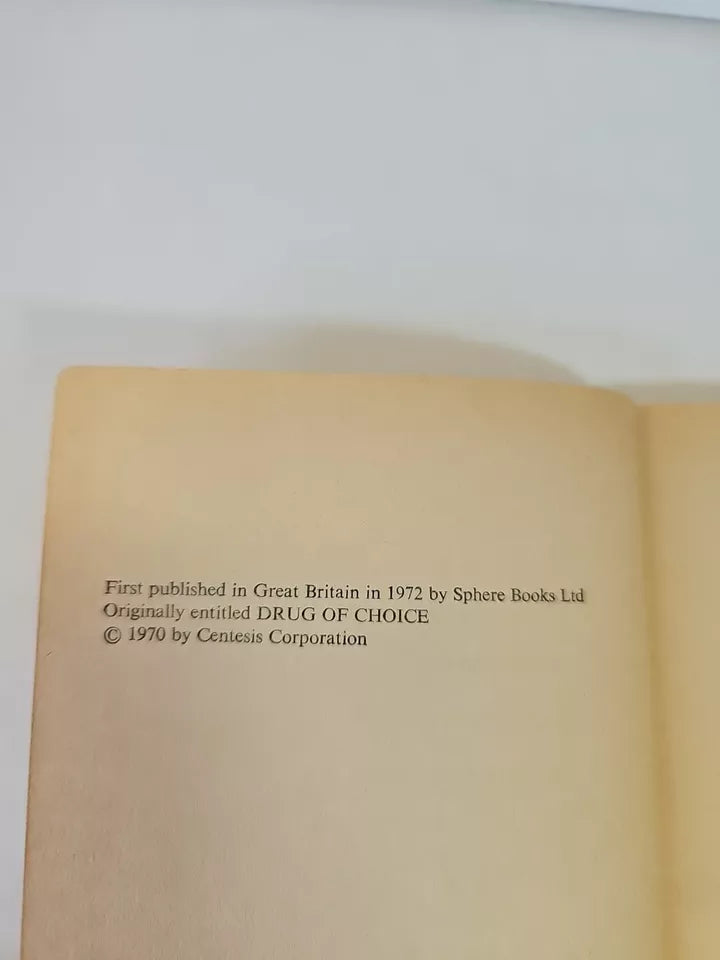 First published in Great Britain in 1972 by Sphere Books Ltd
Originally entitled DRUG OF CHOICE
© 1970 by Centesis Corporation